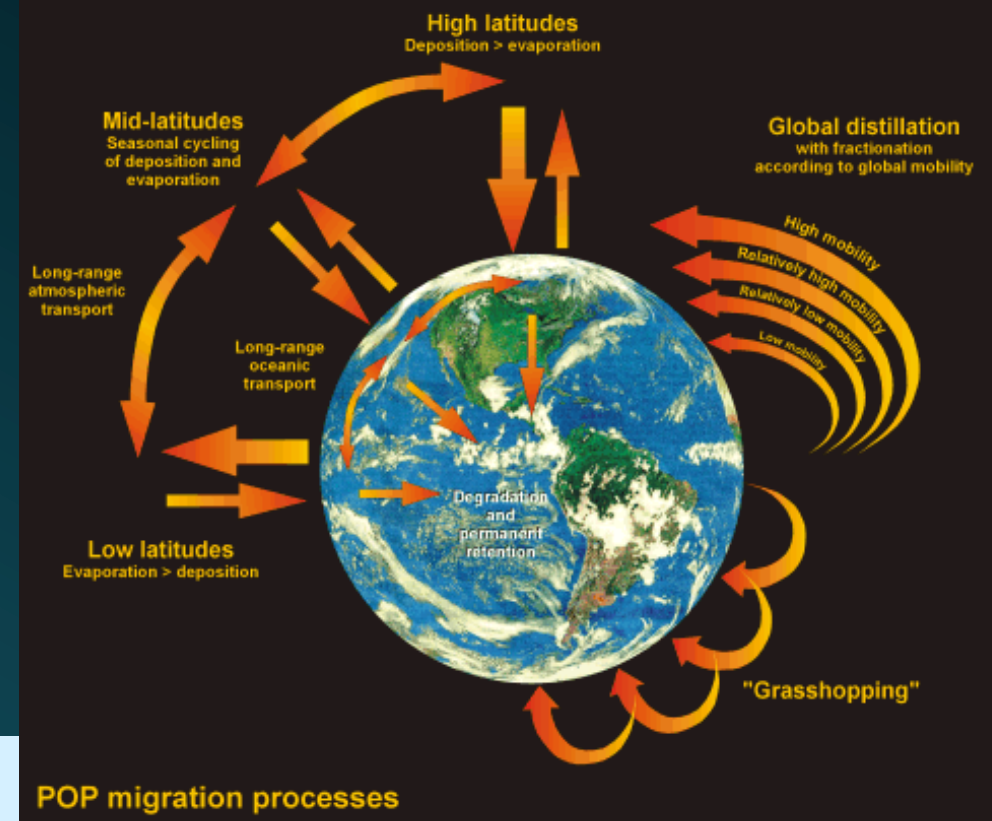 High latitudes
Deposition > evaporation
Mid-latitudes
Seasonal cycling
of deposition and
evaporation
Global distillation
with fractionation
according to global mobility
High mobility
Relatively high mobility
Relatively low mobility
Low mobility
Long-range
atmospheric
transport
Long-range
oceanic
transport
Degradation
and
permanent
retention
Low latitudes
Evaporation > deposition
"Grasshopping"
POP migration processes